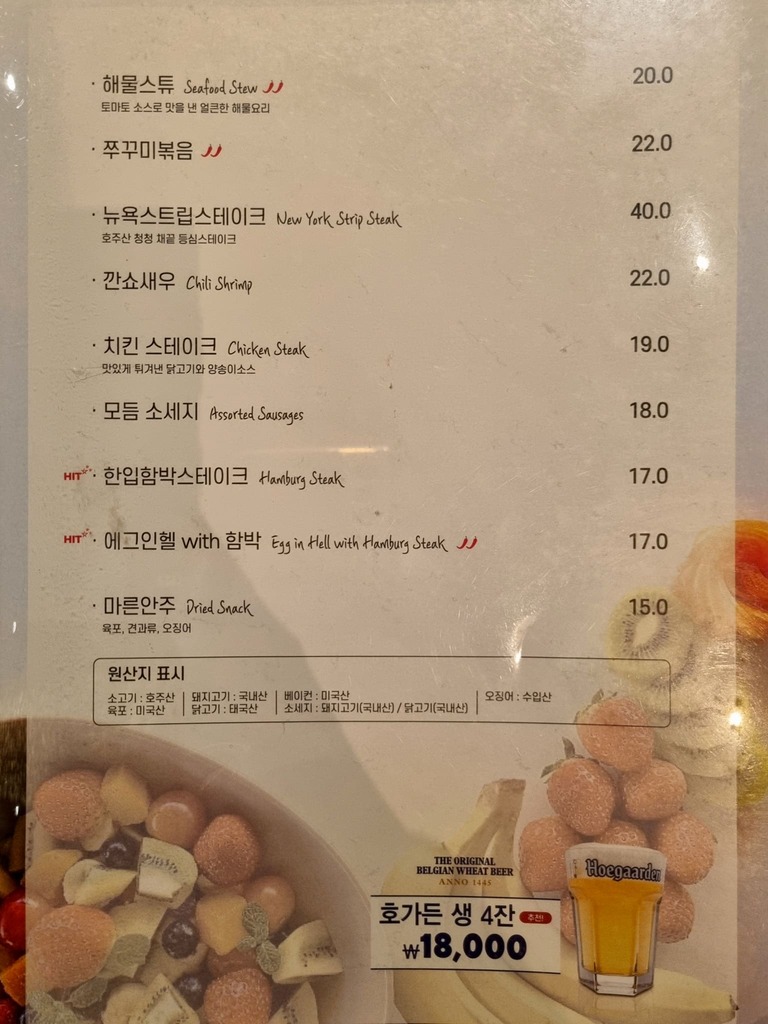 · 해물스튜 Seafood Stew 20.0
토마토 소스로 맛을 낸 얼큰한 해물요리
· 쭈꾸미볶음 22.0
· 뉴욕스트립스테이크 New York Strip Steak 40.0
호주산 청정 채끝 등심스테이크
· 깐쇼새우 Chili Shrimp 22.0
· 치킨 스테이크 Chicken Steak 19.0
맛있게 튀겨낸 닭고기와 양송이소스
· 모듬 소세지 Assorted Sausages 18.0
HIT · 한입함박스테이크 Hamburg Steak 17.0
HIT · 에그인헬 with 함박 Egg in Hell with Hamburg Steak 17.0
· 마른안주 Dried Snack 15.0
육포, 견과류, 오징어
원산지 표시
소고기 : 호주산 | 돼지고기 : 국내산 | 베이컨 : 미국산 | 오징어 : 수입산
육포 : 미국산 | 닭고기 : 태국산 | 소세지 : 돼지고기(국내산) / 닭고기(국내산)
THE ORIGINAL
BELGIAN WHEAT BEER
ANNO 1445
Hoegaarden
호가든 생 4잔 추천!
₩18,000